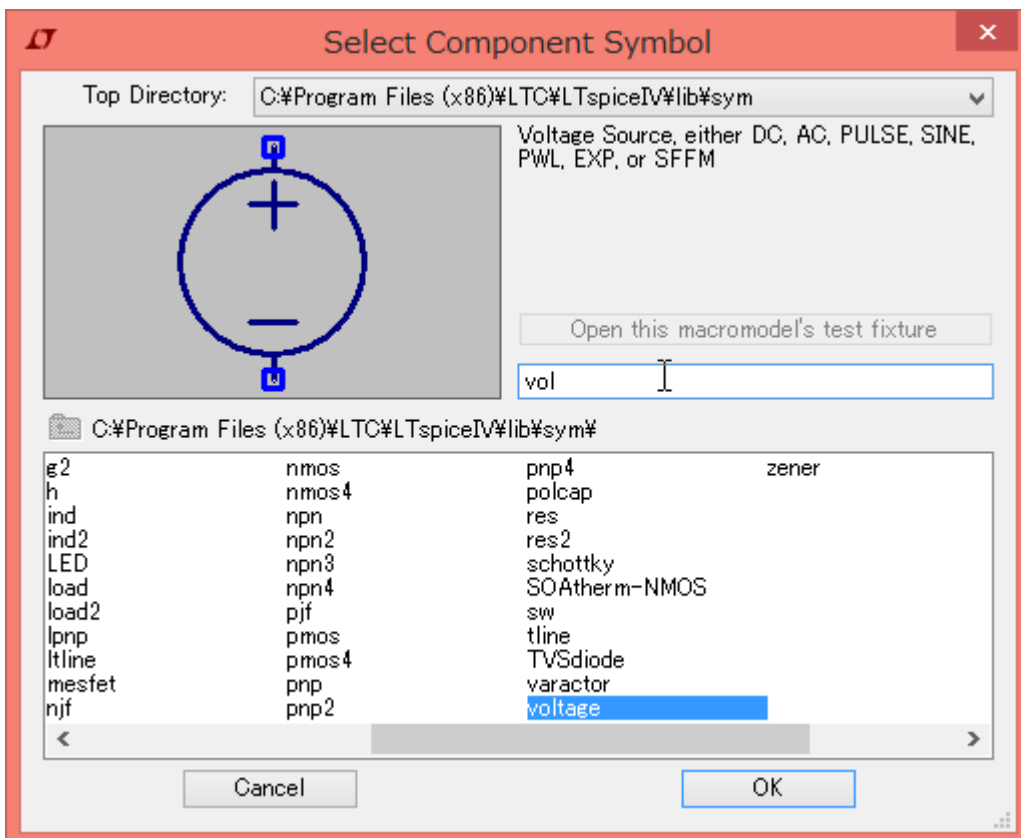 Select Component Symbol
Top Directory: C:¥Program Files (x86)¥LTC¥LTspiceIV¥lib¥sym
Voltage Source, either DC, AC, PULSE, SINE,
PWL, EXP, or SFFM
Open this macromodel's test fixture
vol
C:¥Program Files (x86)¥LTC¥LTspiceIV¥lib¥sym¥
g2 nmos pnp4 zener
h nmos4 polcap
ind npn res
ind2 npn2 res2
LED npn3 schottky
load npn4 SOAtherm-NMOS
load2 pjf sw
lpnp pmos tline
ltline pmos4 TVSdiode
mesfet pnp varactor
njf pnp2 voltage
Cancel OK